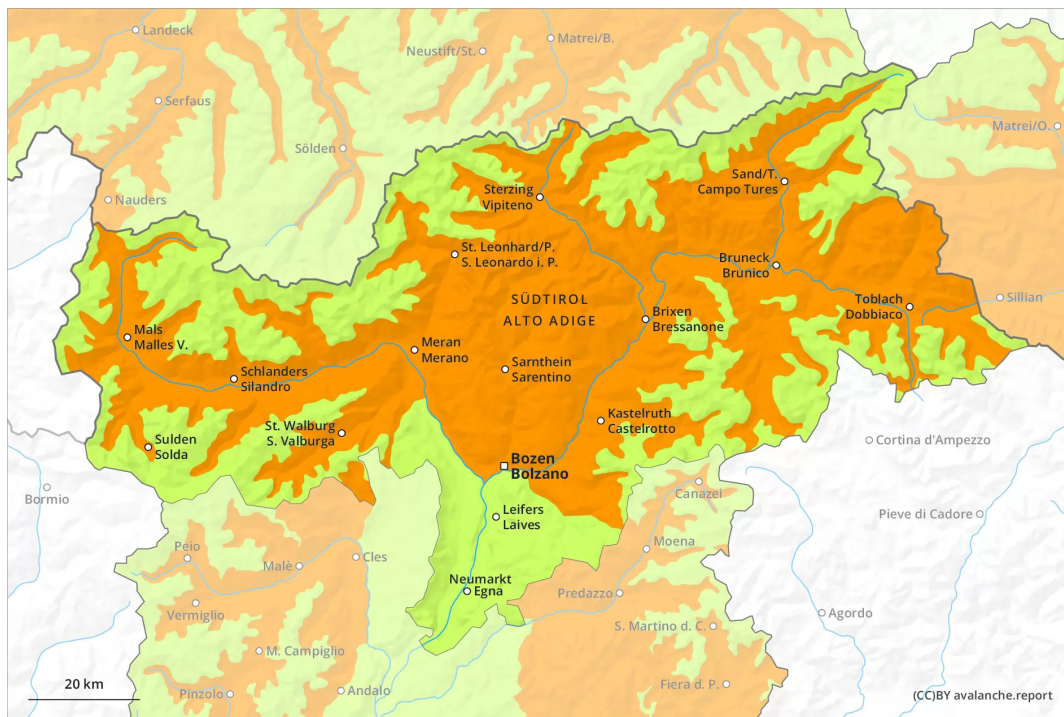 Landeck
Matrei/B.
Neustift/St.
Serfaus
Matrei/O.
Sölden
Sand/T.
Campo Tures
Sterzing
Vipiteno
Nauders
St. Leonhard/P.
S. Leonardo i. P.
Bruneck
Brunico
SÜDTIROL
ALTO ADIGE
Toblach
Dobbiaco
Sillian
Brixen
Bressanone
Mals
Malles V.
Meran
Merano
Sarnthein
Sarentino
Schlanders
Silandro
Kastelruth
Castelrotto
St. Walburg
S. Valburga
Sulden
Solda
Cortina d'Ampezzo
Bozen
Bolzano
Bormio
Canazei
Leifers
Laives
Pieve di Cadore
Moena
Peio
Cles
Malè
Neumarkt
Egna
Predazzo
Vermiglio
Agordo
S. Martino d. C.
M. Campiglio
20 km
Pinzolo
Andalo
Fiera d. P.
(CC)BY avalanche.report